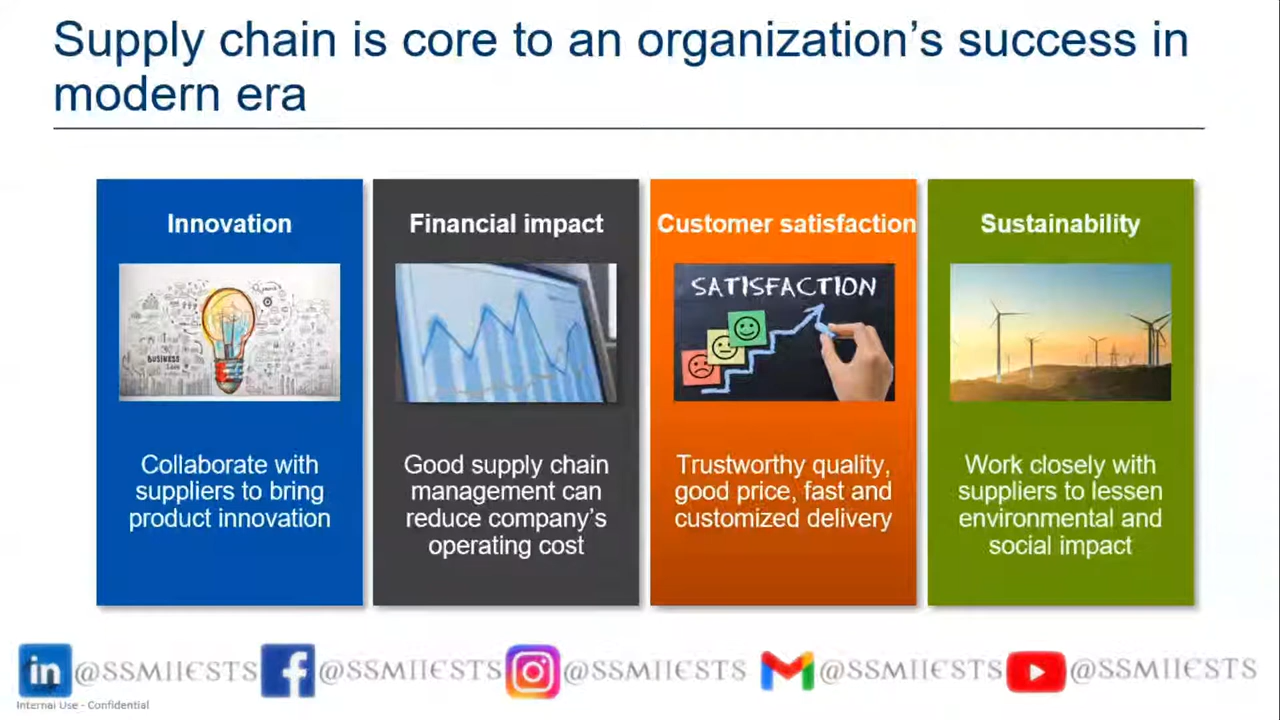 Supply chain is core to an organization’s success in
modern era
Innovation
BUSINESS
Collaborate with
suppliers to bring
product innovation
Financial impact
Good supply chain
management can
reduce company’s
operating cost
Customer satisfaction
SATISFACTION
Trustworthy quality,
good price, fast and
customized delivery
Sustainability
Work closely with
suppliers to lessen
environmental and
social impact
in @SSMIIESTS f @SSMIIESTS @SSMIIESTS @SSMIIESTS @SSMIIESTS
Internal Use - Confidential